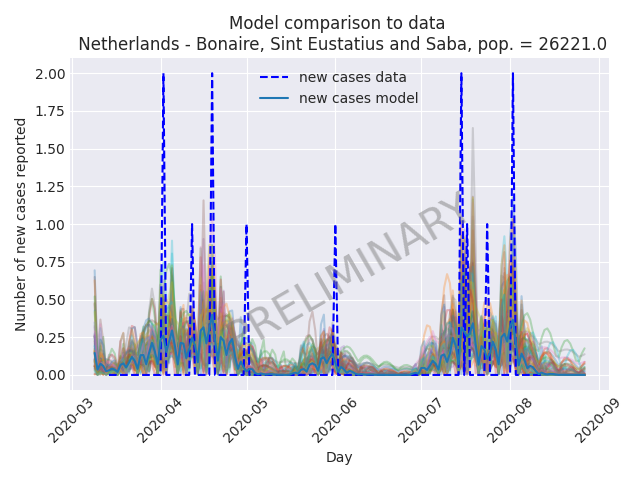 Model comparison to data
Netherlands - Bonaire, Sint Eustatius and Saba, pop. = 26221.0
new cases data
new cases model
2.00
1.75
1.50
1.25
1.00
0.75
0.50
0.25
0.00
Number of new cases reported
PRELIMINARY
2020-03
2020-04
2020-05
2020-06
2020-07
2020-08
2020-09
Day